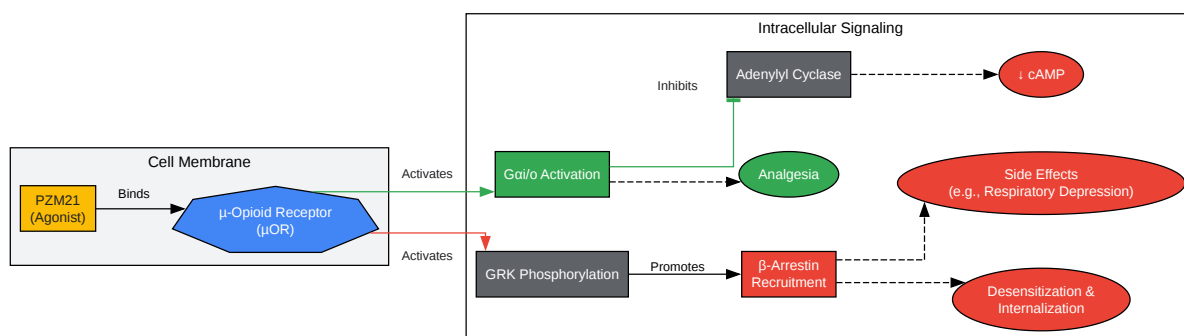 Intracellular Signaling
Adenylyl Cyclase
↓ cAMP
Inhibits
Cell Membrane
PZM21
(Agonist)
Binds
µ-Opioid Receptor
(µOR)
Activates
Gαi/o Activation
Analgesia
Side Effects
(e.g., Respiratory Depression)
Activates
GRK Phosphorylation
Promotes
β-Arrestin
Recruitment
Desensitization &
Internalization